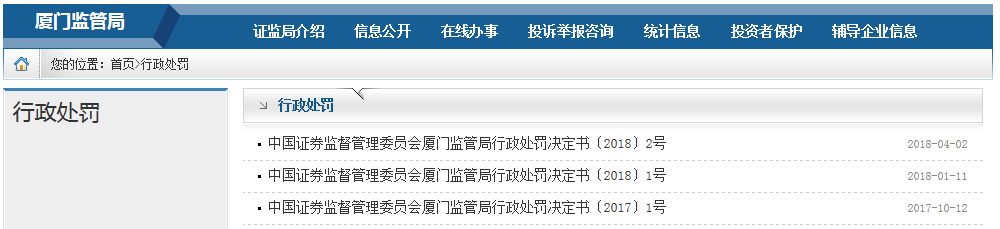 厦门监管局
证监局介绍 信息公开 在线办事 投诉举报咨询 统计信息 投资者保护 辅导企业信息
您的位置：首页>行政处罚
行政处罚
行政处罚
中国证券监督管理委员会厦门监管局行政处罚决定书〔2018〕2号 2018-04-02
中国证券监督管理委员会厦门监管局行政处罚决定书〔2018〕1号 2018-01-11
中国证券监督管理委员会厦门监管局行政处罚决定书〔2017〕1号 2017-10-12